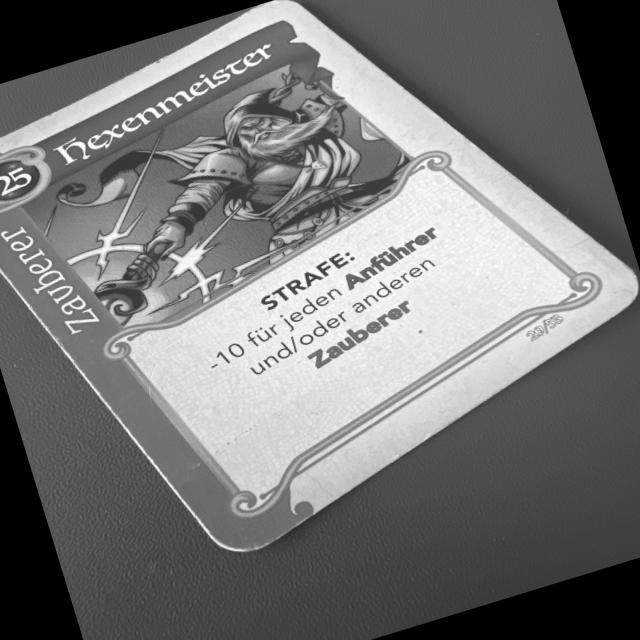 25
Hexenmeister
Zauberer
STRAFE:
-10 für jeden Anführer
und/oder anderen
Zauberer